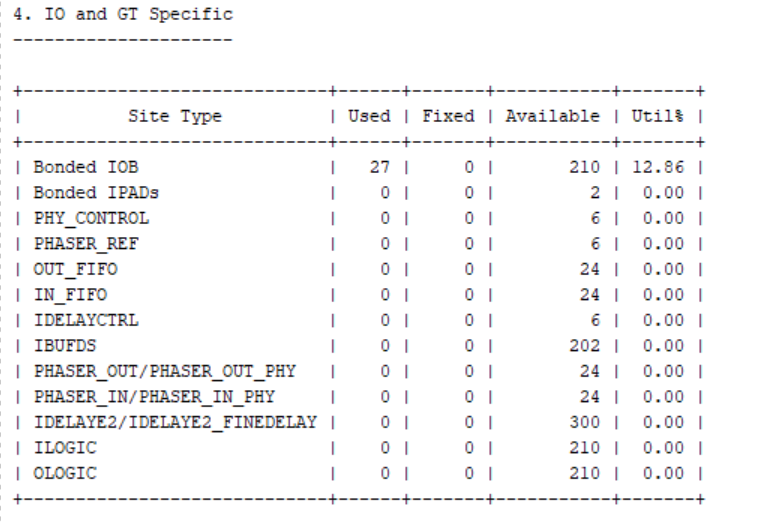 4. IO and GT Specific
---------------------
+-----------------------------+------+-------+-----------+-------+
|          Site Type          | Used | Fixed | Available | Util% |
+-----------------------------+------+-------+-----------+-------+
| Bonded IOB                  |   27 |     0 |       210 | 12.86 |
| Bonded IPADs                |    0 |     0 |         2 |  0.00 |
| PHY_CONTROL                 |    0 |     0 |         6 |  0.00 |
| PHASER_REF                  |    0 |     0 |         6 |  0.00 |
| OUT_FIFO                    |    0 |     0 |        24 |  0.00 |
| IN_FIFO                     |    0 |     0 |        24 |  0.00 |
| IDELAYCTRL                  |    0 |     0 |         6 |  0.00 |
| IBUFDS                      |    0 |     0 |       202 |  0.00 |
| PHASER_OUT/PHASER_OUT_PHY   |    0 |     0 |        24 |  0.00 |
| PHASER_IN/PHASER_IN_PHY     |    0 |     0 |        24 |  0.00 |
| IDELAYE2/IDELAYE2_FINEDELAY |    0 |     0 |       300 |  0.00 |
| ILOGIC                      |    0 |     0 |       210 |  0.00 |
| OLOGIC                      |    0 |     0 |       210 |  0.00 |
+-----------------------------+------+-------+-----------+-------+